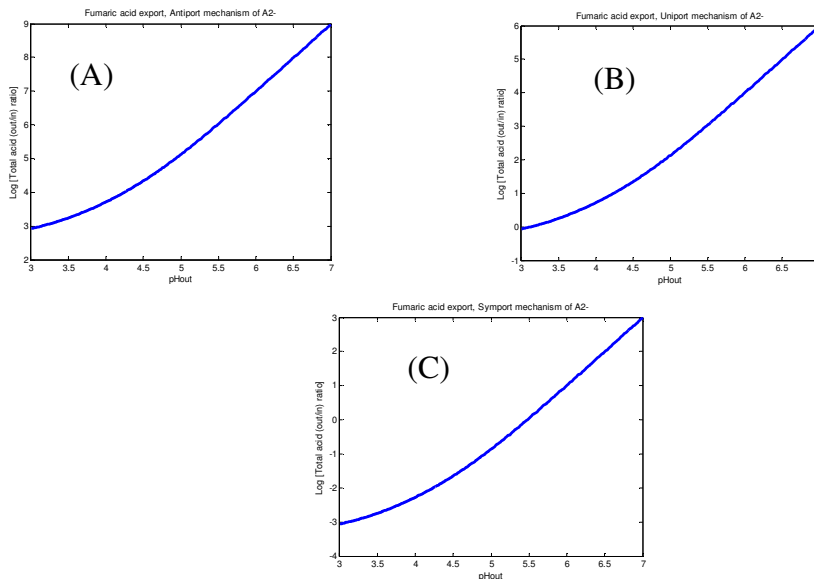 Fumaric acid export, Antiport mechanism of A2-
(A)
Log [Total acid (out/in) ratio]
9
8
7
6
5
4
3
2
3 3.5 4 4.5 5 5.5 6 6.5 7
pHout
Fumaric acid export, Uniport mechanism of A2-
(B)
Log [Total acid (out/in) ratio]
6
5
4
3
2
1
0
-1
3 3.5 4 4.5 5 5.5 6 6.5 7
pHout
Fumaric acid export, Symport mechanism of A2-
(C)
Log [Total acid (out/in) ratio]
3
2
1
0
-1
-2
-3
-4
3 3.5 4 4.5 5 5.5 6 6.5 7
pHout